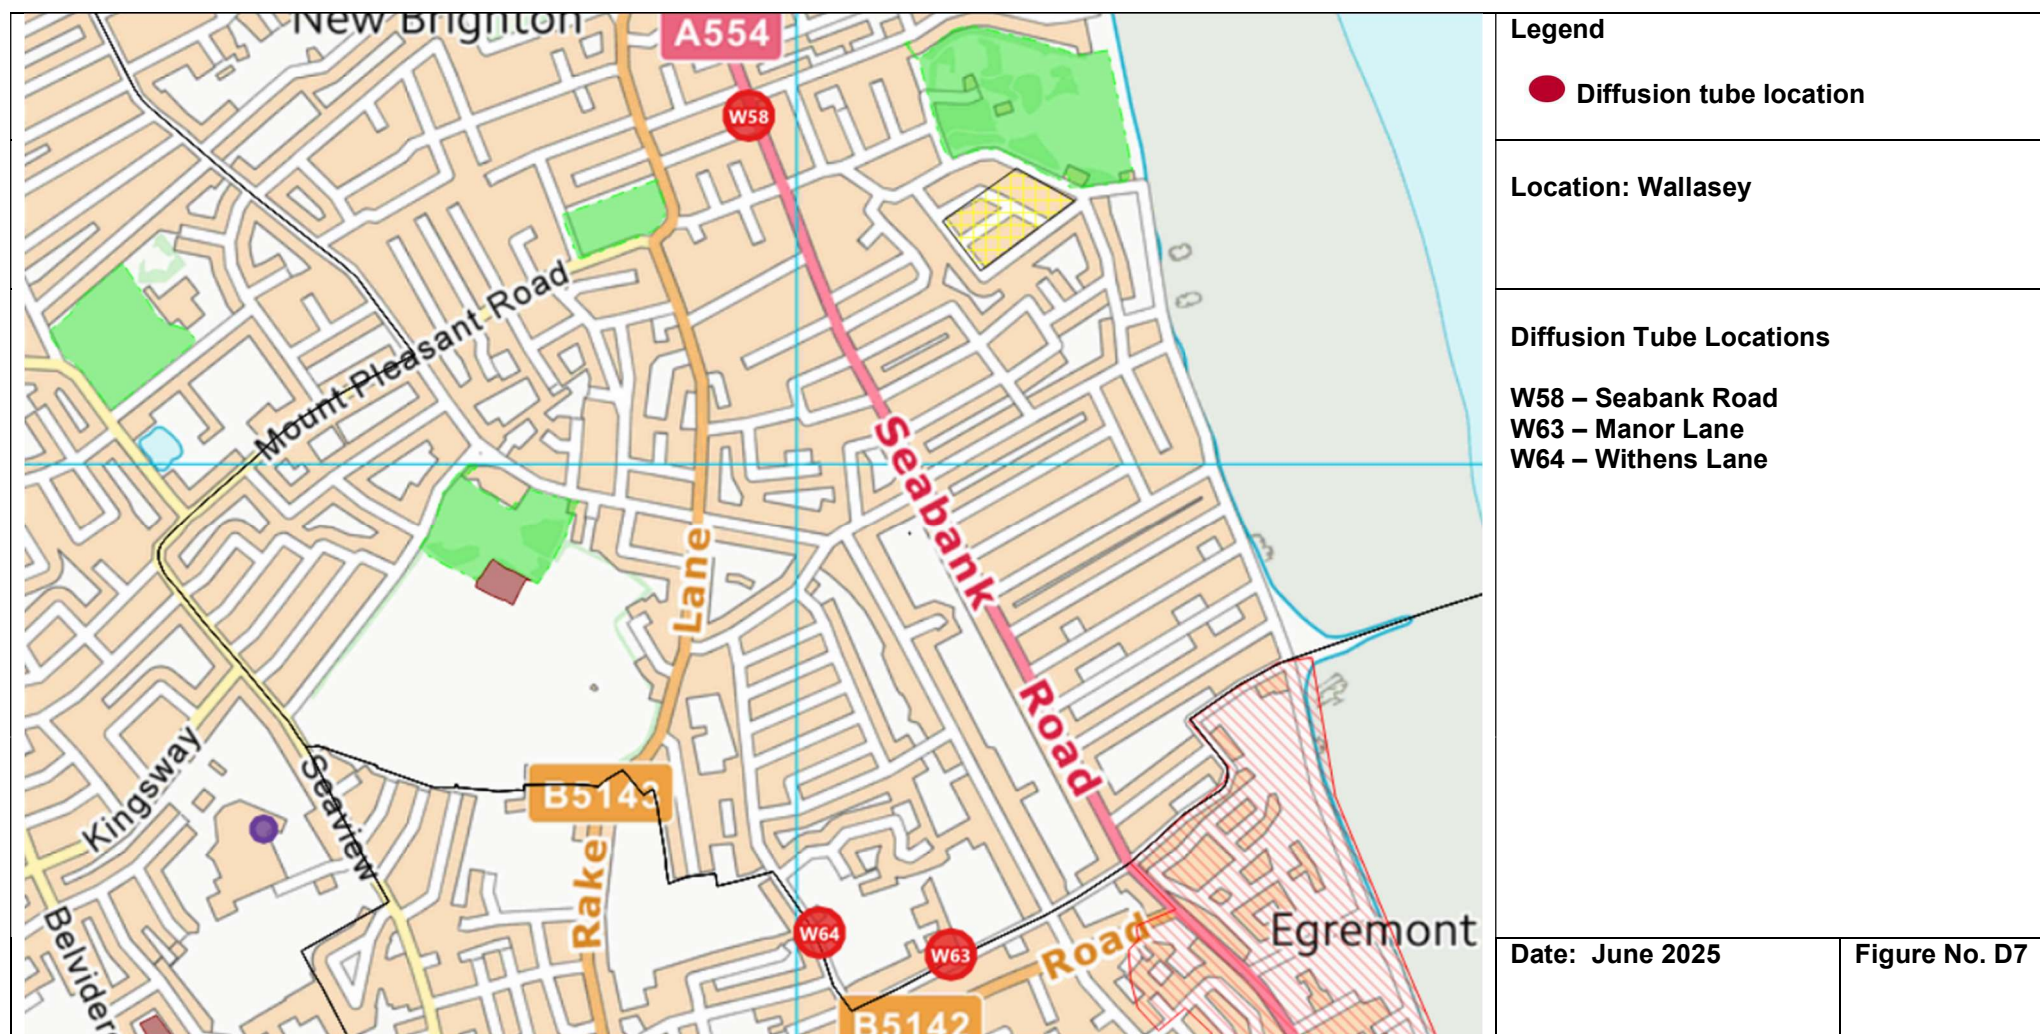 New Brighton
A554
W58
Mount Pleasant Road
Seabank Road
Lane
Kingsway
Seaview
B5143
Rake
Belvider
W64
W63
Road
B5142
Egremont
Legend
Diffusion tube location
Location: Wallasey
Diffusion Tube Locations
W58 – Seabank Road
W63 – Manor Lane
W64 – Withens Lane
Date: June 2025
Figure No. D7